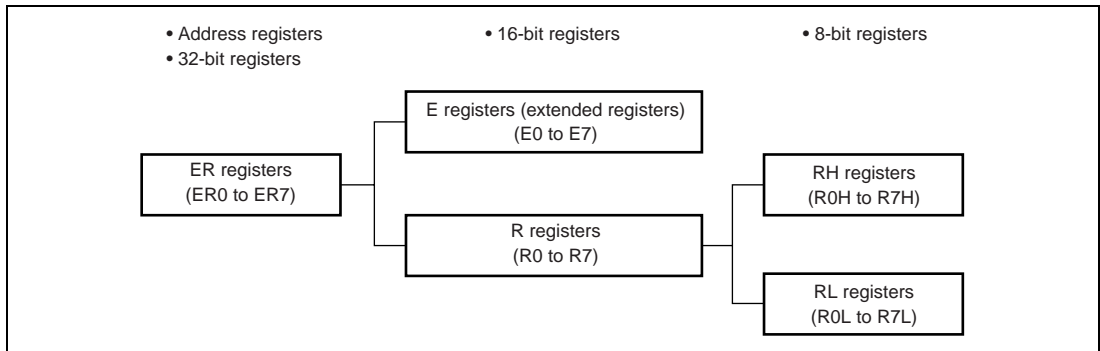 • Address registers
• 32-bit registers
• 16-bit registers
• 8-bit registers
E registers (extended registers)
(E0 to E7)
ER registers
(ER0 to ER7)
RH registers
(R0H to R7H)
R registers
(R0 to R7)
RL registers
(R0L to R7L)